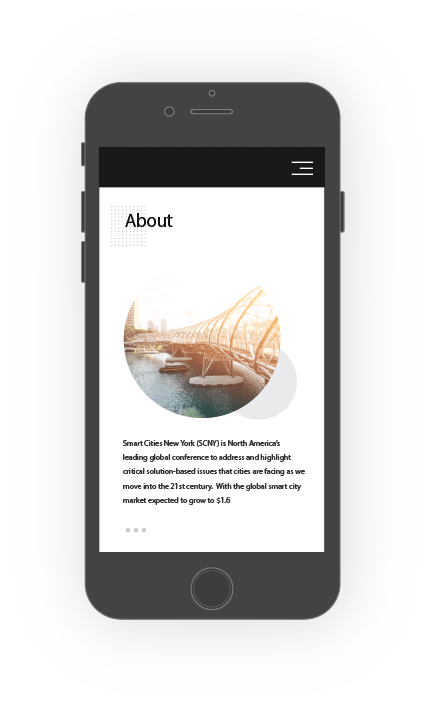 About
Smart Cities New York (SCNY) is North America's
leading global conference to address and highlight
critical solution-based issues that cities are facing as we
move into the 21st century. With the global smart city
market expected to grow to $1.6